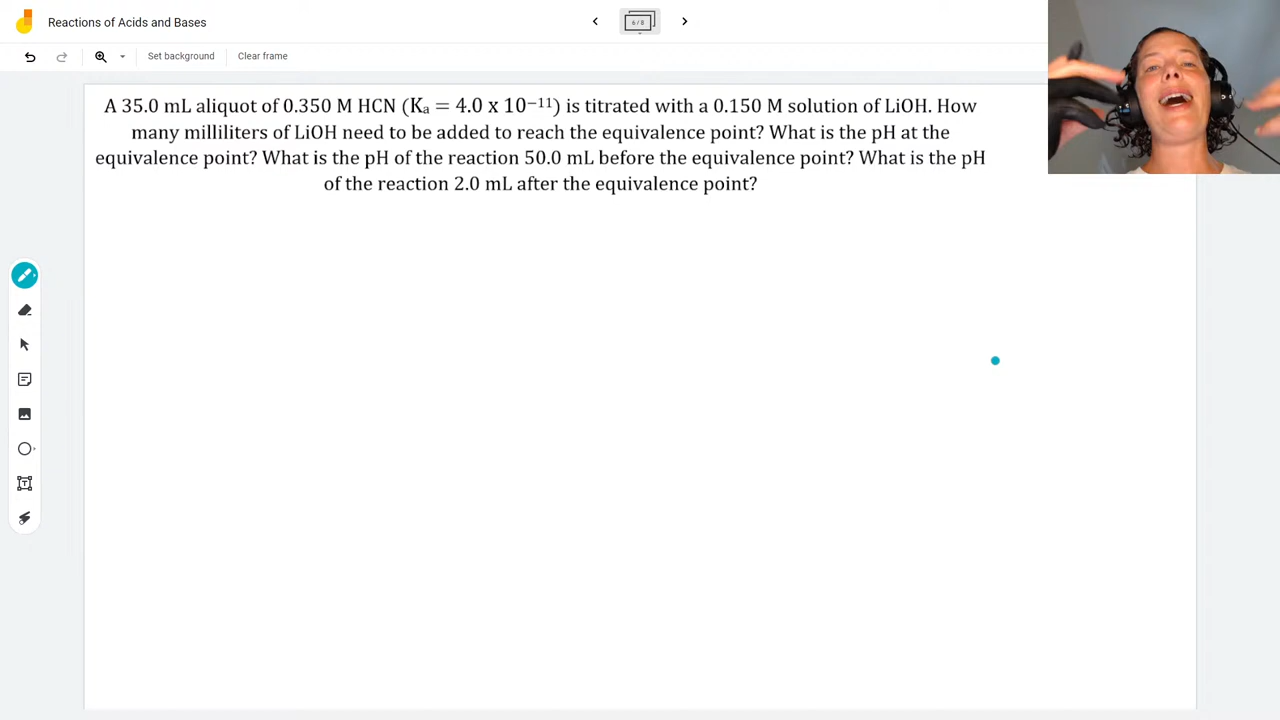 Reactions of Acids and Bases
6 / 8
Set background
Clear frame
A 35.0 mL aliquot of 0.350 M HCN (Kₐ = 4.0 x 10⁻¹¹) is titrated with a 0.150 M solution of LiOH. How
many milliliters of LiOH need to be added to reach the equivalence point? What is the pH at the
equivalence point? What is the pH of the reaction 50.0 mL before the equivalence point? What is the pH
of the reaction 2.0 mL after the equivalence point?